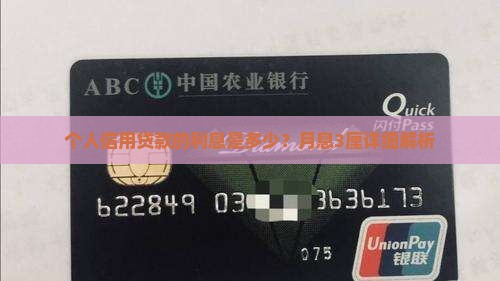 ABC 中国农业银行
Quick
闪付Pass
个人信用贷款的利息是多少？月息3厘详细解析
Diamond
622849 03 3636173
075
UnionPay
银联